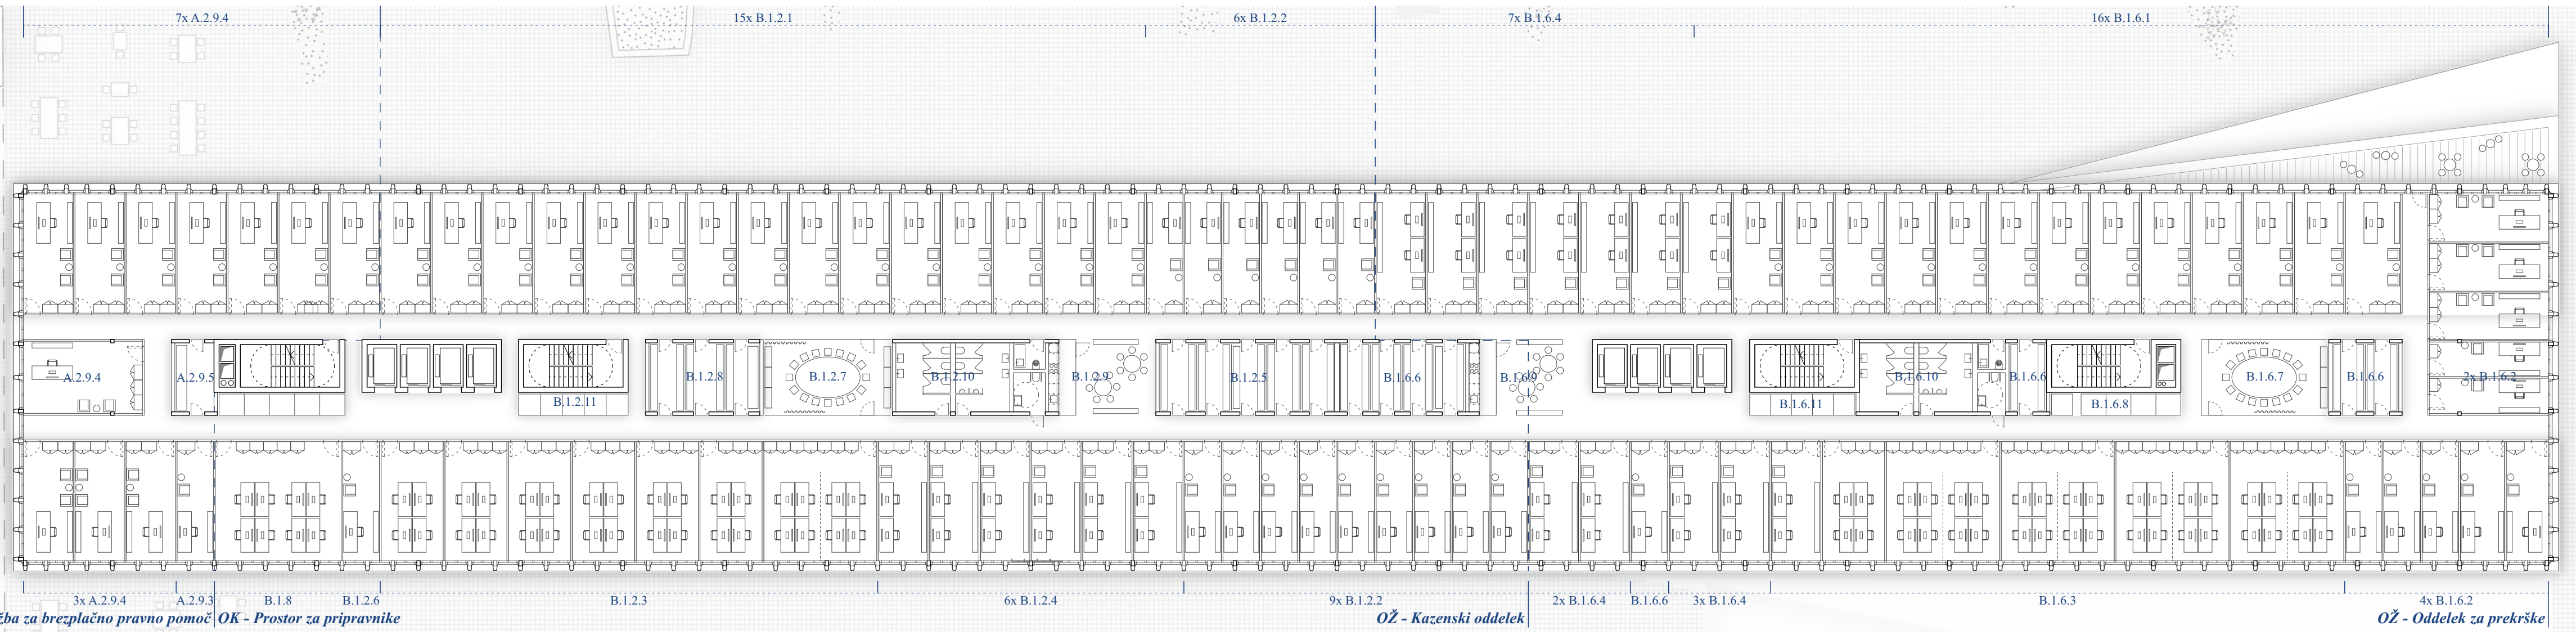 7x A.2.9.4 15x B.1.2.1 6x B.1.2.2 7x B.1.6.4 16x B.1.6.1
A.2.9.4 A.2.9.5 B.1.2.11 B.1.2.8 B.1.2.7 B.1.2.10 B.1.2.9 B.1.2.5 B.1.6.6 B.1.6.9 B.1.6.11 B.1.6.10 B.1.6.6 B.1.6.8 B.1.6.7 B.1.6.6 2x B.1.6.2
3x A.2.9.4 A.2.9.3 B.1.8 B.1.2.6 B.1.2.3 6x B.1.2.4 9x B.1.2.2 2x B.1.6.4 B.1.6.6 3x B.1.6.4 B.1.6.3 4x B.1.6.2
za brezplačno pravno pomoč OK - Prostor za pripravnike OŽ - Kazenski oddelek OŽ - Oddelek za prekrške